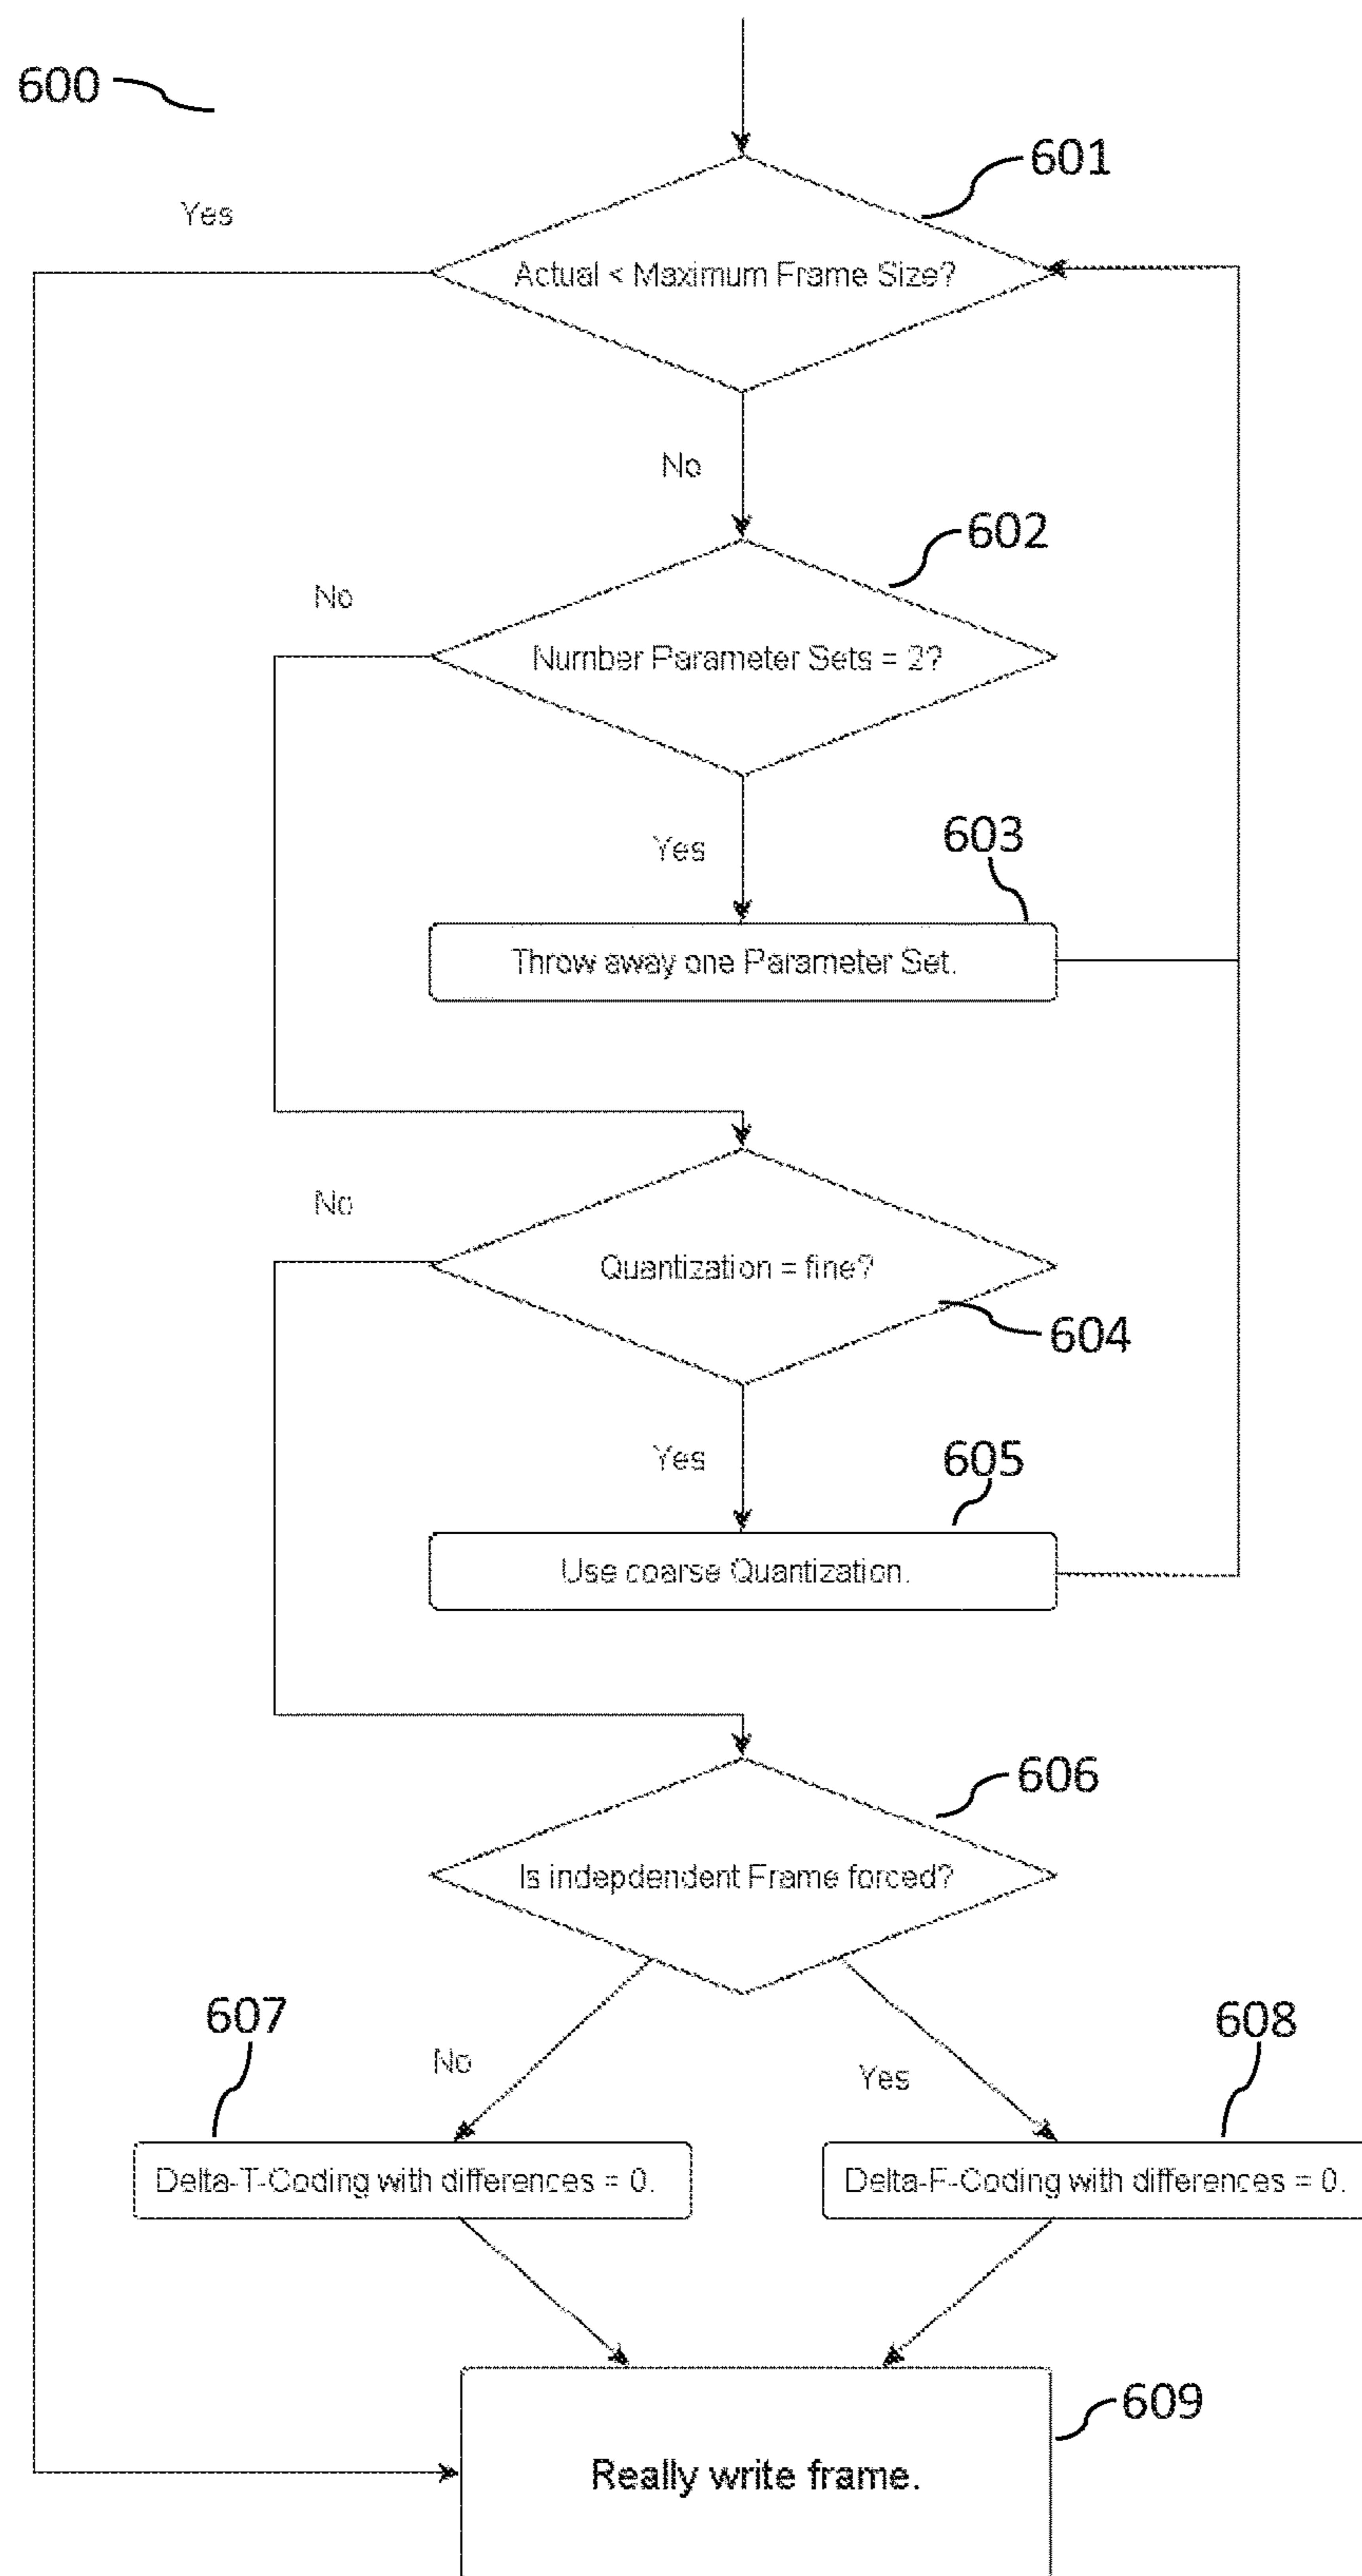 600
601
Yes
Actual < Maximum Frame Size?
No
602
No
Number Parameter Sets = 2?
603
Yes
Throw away one Parameter Set.
No
Quantization = fine?
604
Yes
605
Use coarse Quantization.
606
Is indepdendent Frame forced?
607
608
No
Yes
Delta-T-Coding with differences = 0.
Delta-F-Coding with differences = 0.
609
Really write frame.